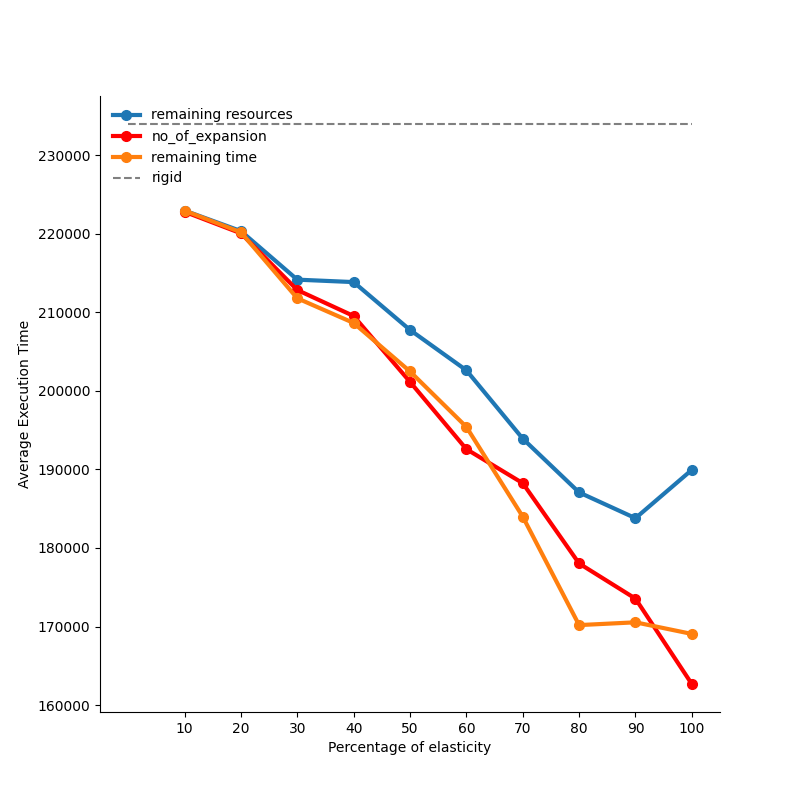 remaining resources
no_of_expansion
remaining time
rigid
230000
220000
210000
200000
190000
180000
170000
160000
Average Execution Time
10 20 30 40 50 60 70 80 90 100
Percentage of elasticity